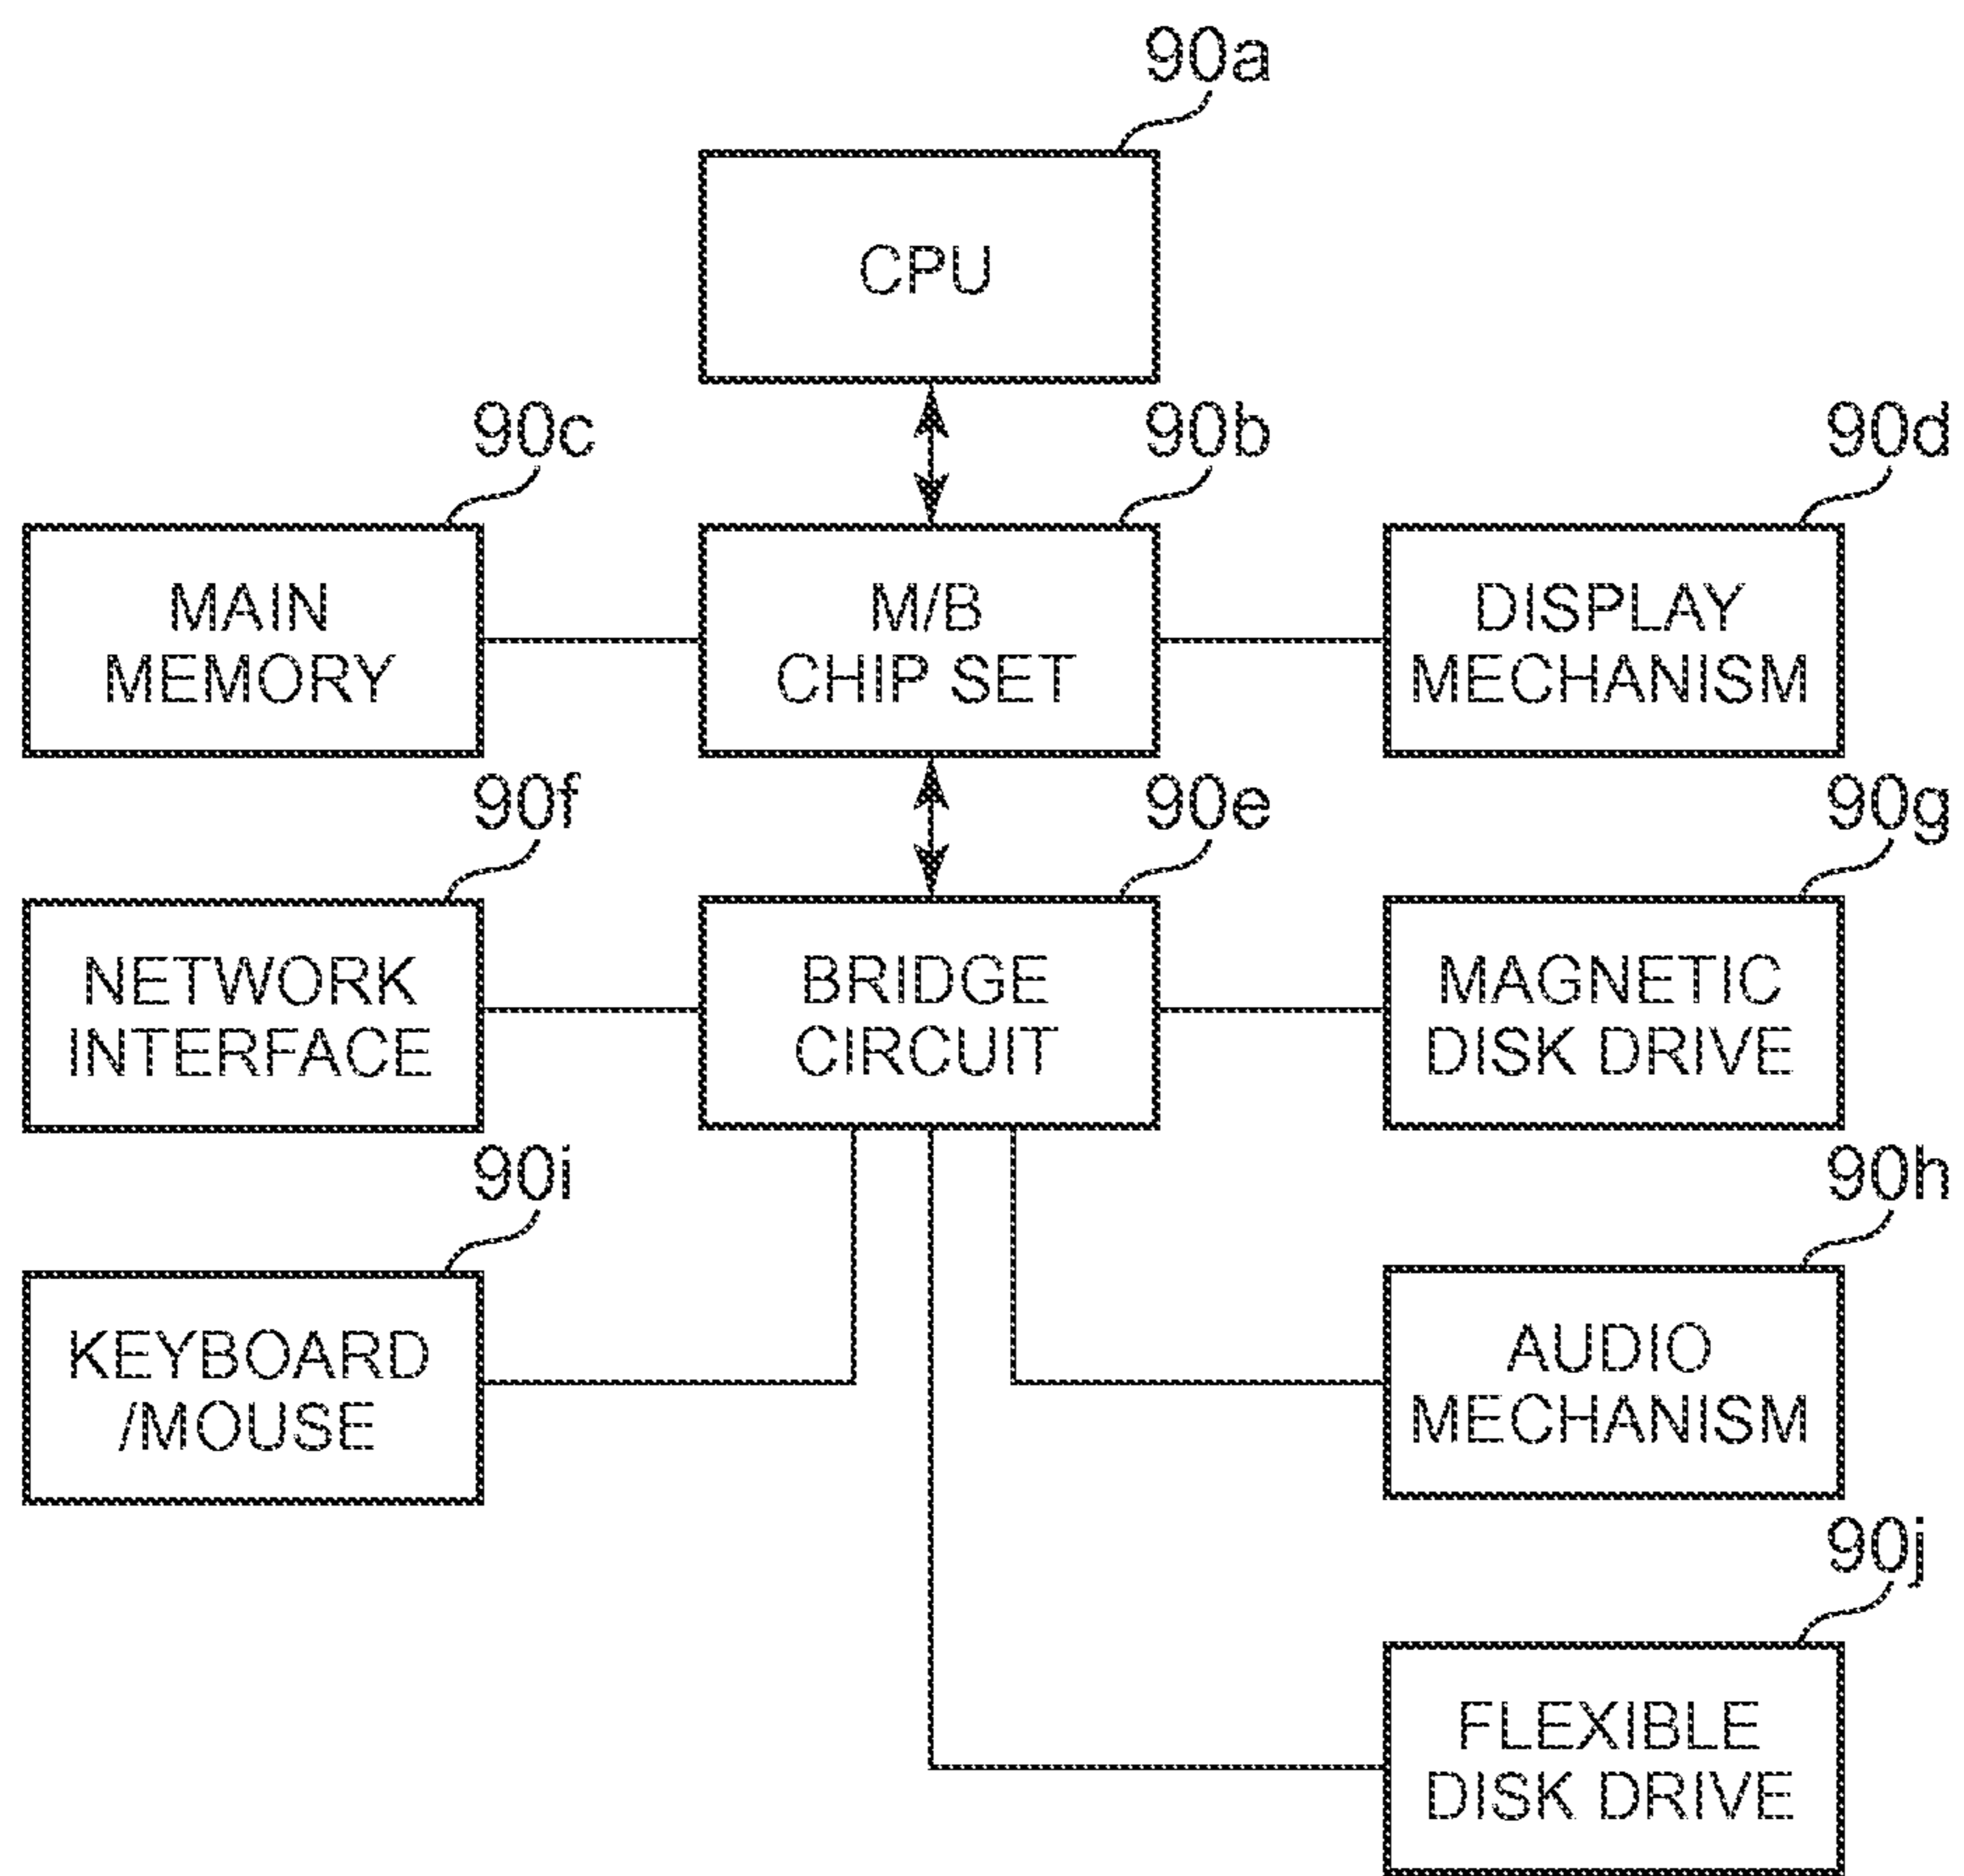 90a
CPU
90c
90b
90d
MAIN
MEMORY
M/B
CHIP SET
DISPLAY
MECHANISM
90f
90e
90g
NETWORK
INTERFACE
BRIDGE
CIRCUIT
MAGNETIC
DISK DRIVE
90i
90h
KEYBOARD
/MOUSE
AUDIO
MECHANISM
90j
FLEXIBLE
DISK DRIVE